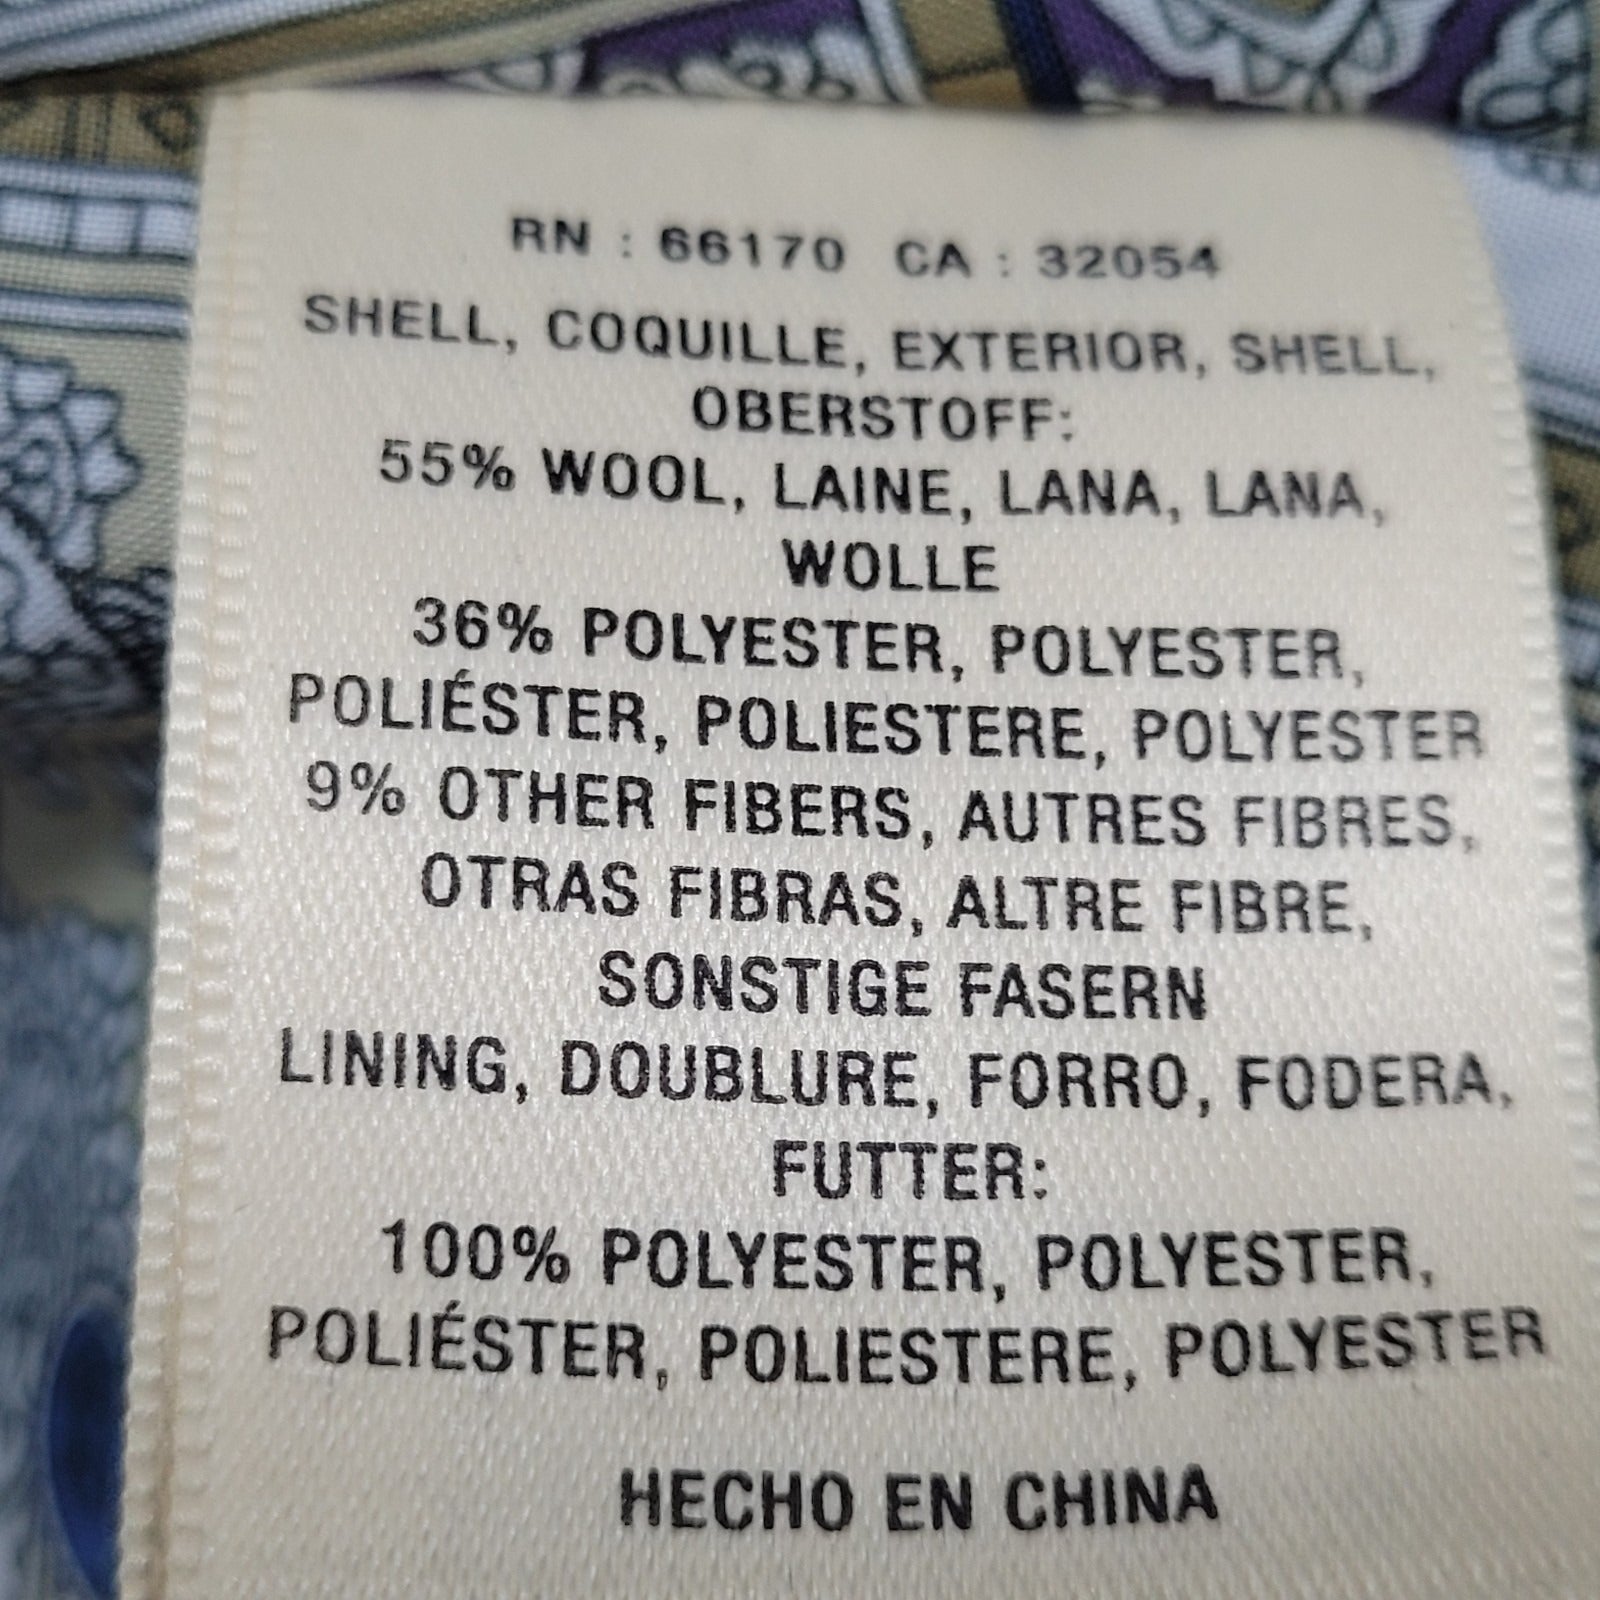 RN : 66170 CA : 32054
SHELL, COQUILLE, EXTERIOR, SHELL,
OBERSTOFF:
55% WOOL, LAINE, LANA, LANA,
WOLLE
36% POLYESTER, POLYESTER,
POLIÉSTER, POLIESTERE, POLYESTER
9% OTHER FIBERS, AUTRES FIBRES,
OTRAS FIBRAS, ALTRE FIBRE,
SONSTIGE FASERN
LINING, DOUBLURE, FORRO, FODERA,
FUTTER:
100% POLYESTER, POLYESTER,
POLIÉSTER, POLIESTERE, POLYESTER
HECHO EN CHINA